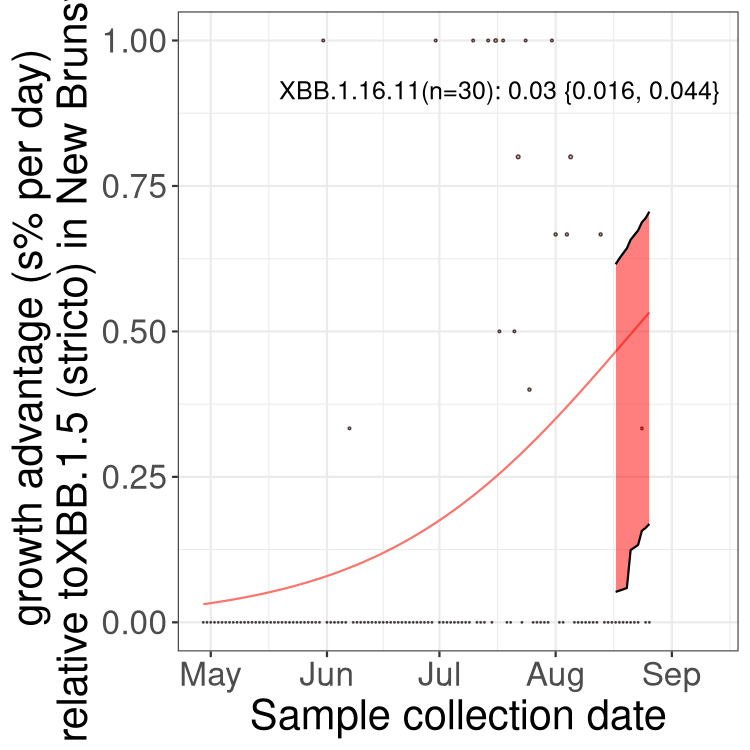 growth advantage (s% per day)
relative toXBB.1.5 (stricto) in New
1.00
0.75
0.50
0.25
0.00
XBB.1.16.11(n=30): 0.03 {0.016, 0.044}
May Jun Jul Aug Sep
Sample collection date